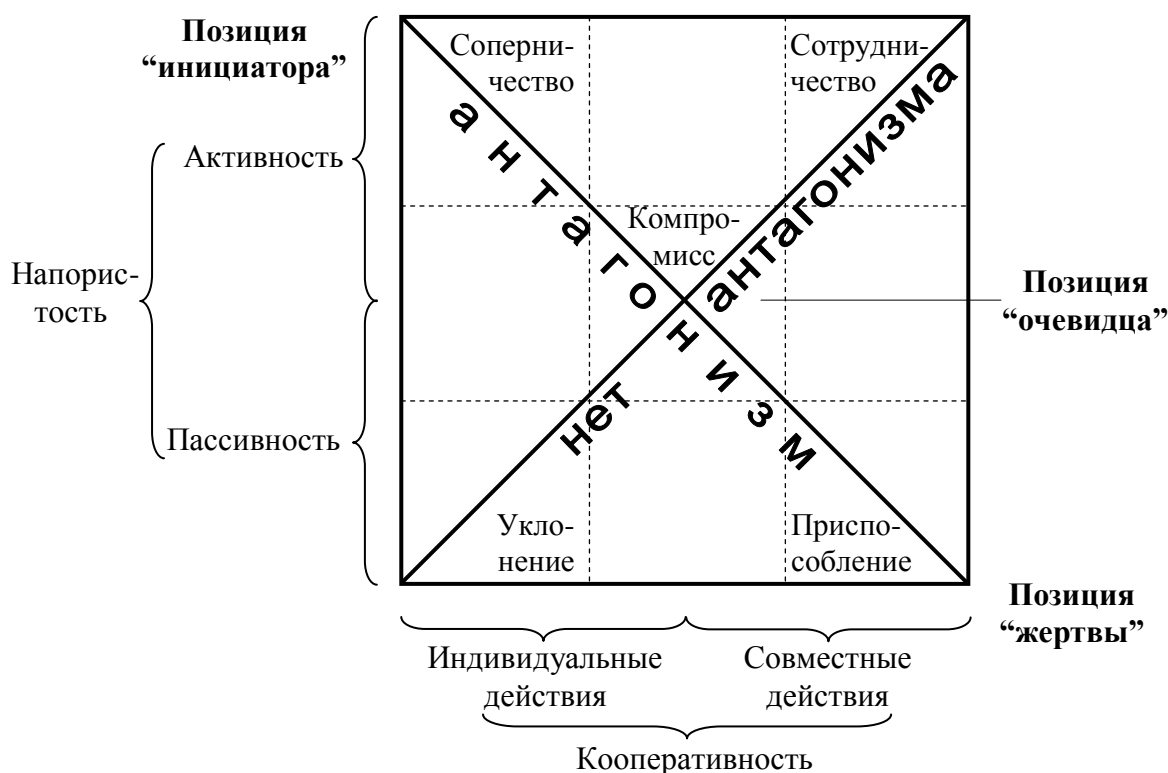 Позиция
“инициатора”
Соперни-
чество
Сотрудни-
чество
антагонизм
нет антагонизма
Активность
Компро-
мисс
Напорис-
тость
Позиция
“очевидца”
Пассивность
Укло-
нение
Приспо-
собление
Позиция
“жертвы”
Индивидуальные
действия
Совместные
действия
Кооперативность